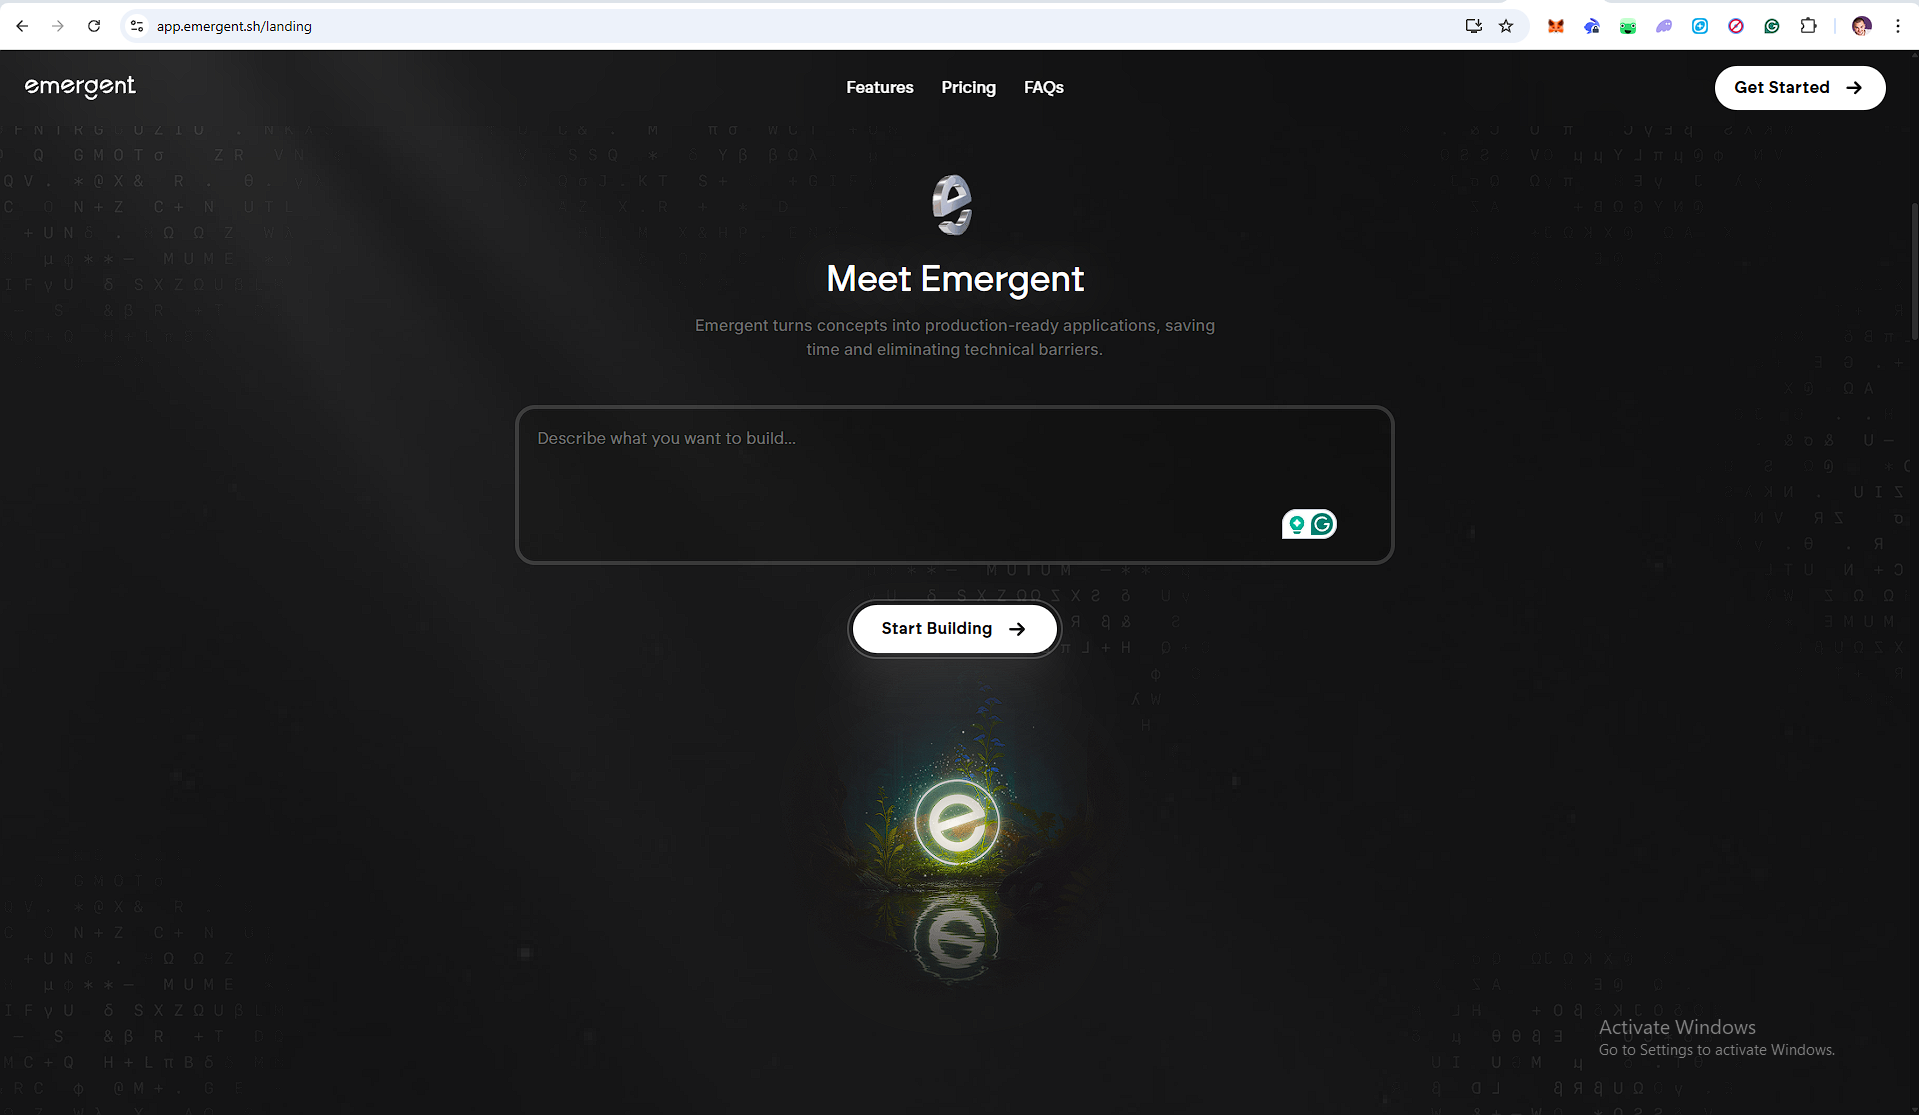 app.emergent.sh/landing
emergent
Features
Pricing
FAQs
Get Started
Meet Emergent
Emergent turns concepts into production-ready applications, saving
time and eliminating technical barriers.
Describe what you want to build...
Start Building
Activate Windows
Go to Settings to activate Windows.